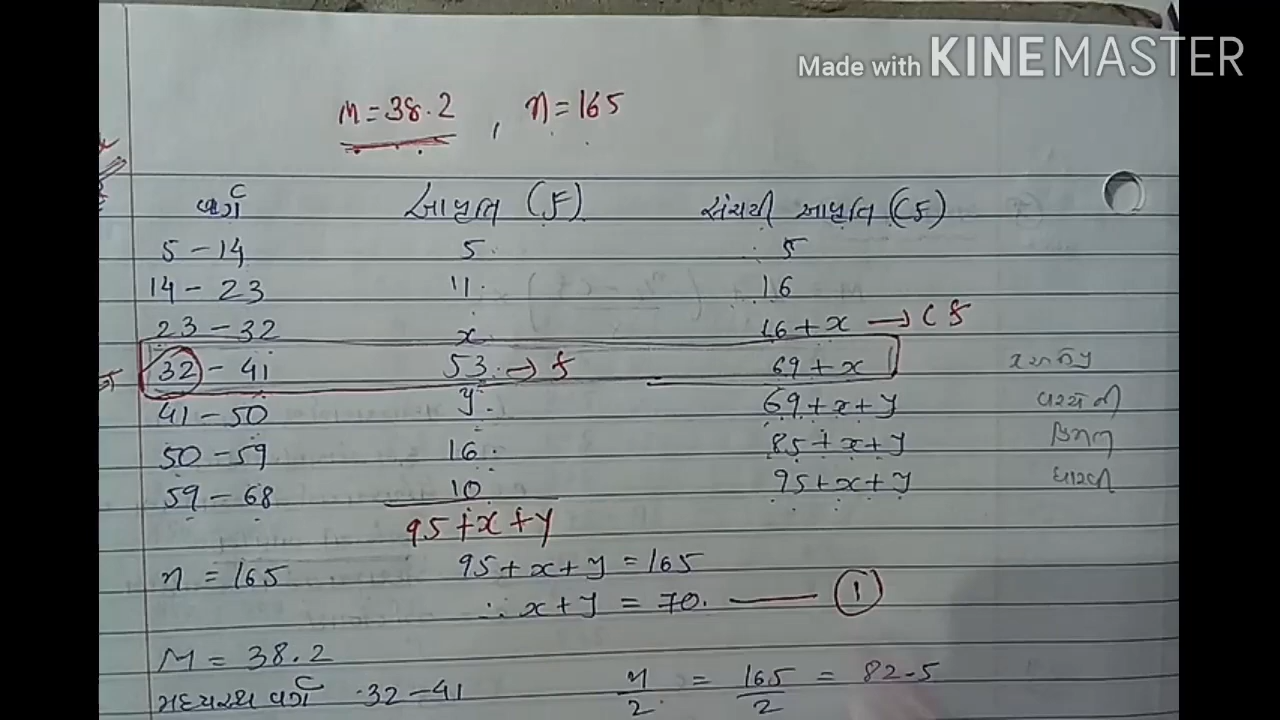 Made with KINEMASTER
M = 38.2 , n = 165
વર્ગ આવૃત્તિ (F) સંચયી આવૃત્તિ (CF)
5 - 14 5 5
14 - 23 11 16
23 - 32 x 16 + x → CF
32 - 41 53 → f 69 + x
41 - 50 y 69 + x + y
50 - 59 16 85 + x + y કિંમત
59 - 68 10 95 + x + y ધારવી
95 + x + y
n = 165 95 + x + y = 165
∴ x + y = 70. —— ①
M = 38.2
મધ્યસ્થ વર્ગ 32 - 41 n/2 = 165/2 = 82.5